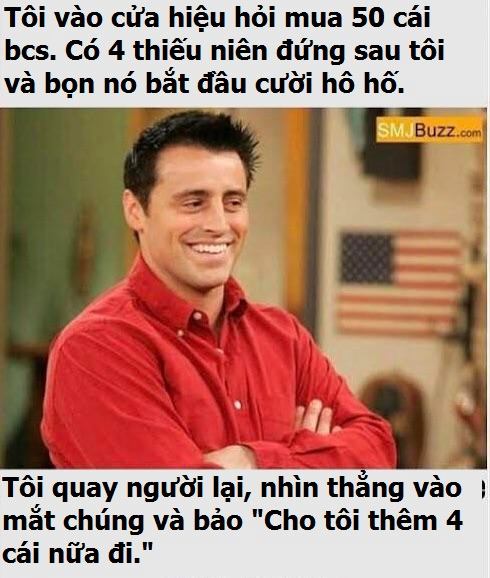 Tôi vào cửa hiệu hỏi mua 50 cái
bcs. Có 4 thiếu niên đứng sau tôi
và bọn nó bắt đầu cười hô hố.
SMJBuzz.com
Tôi quay người lại, nhìn thẳng vào
mắt chúng và bảo "Cho tôi thêm 4
cái nữa đi."